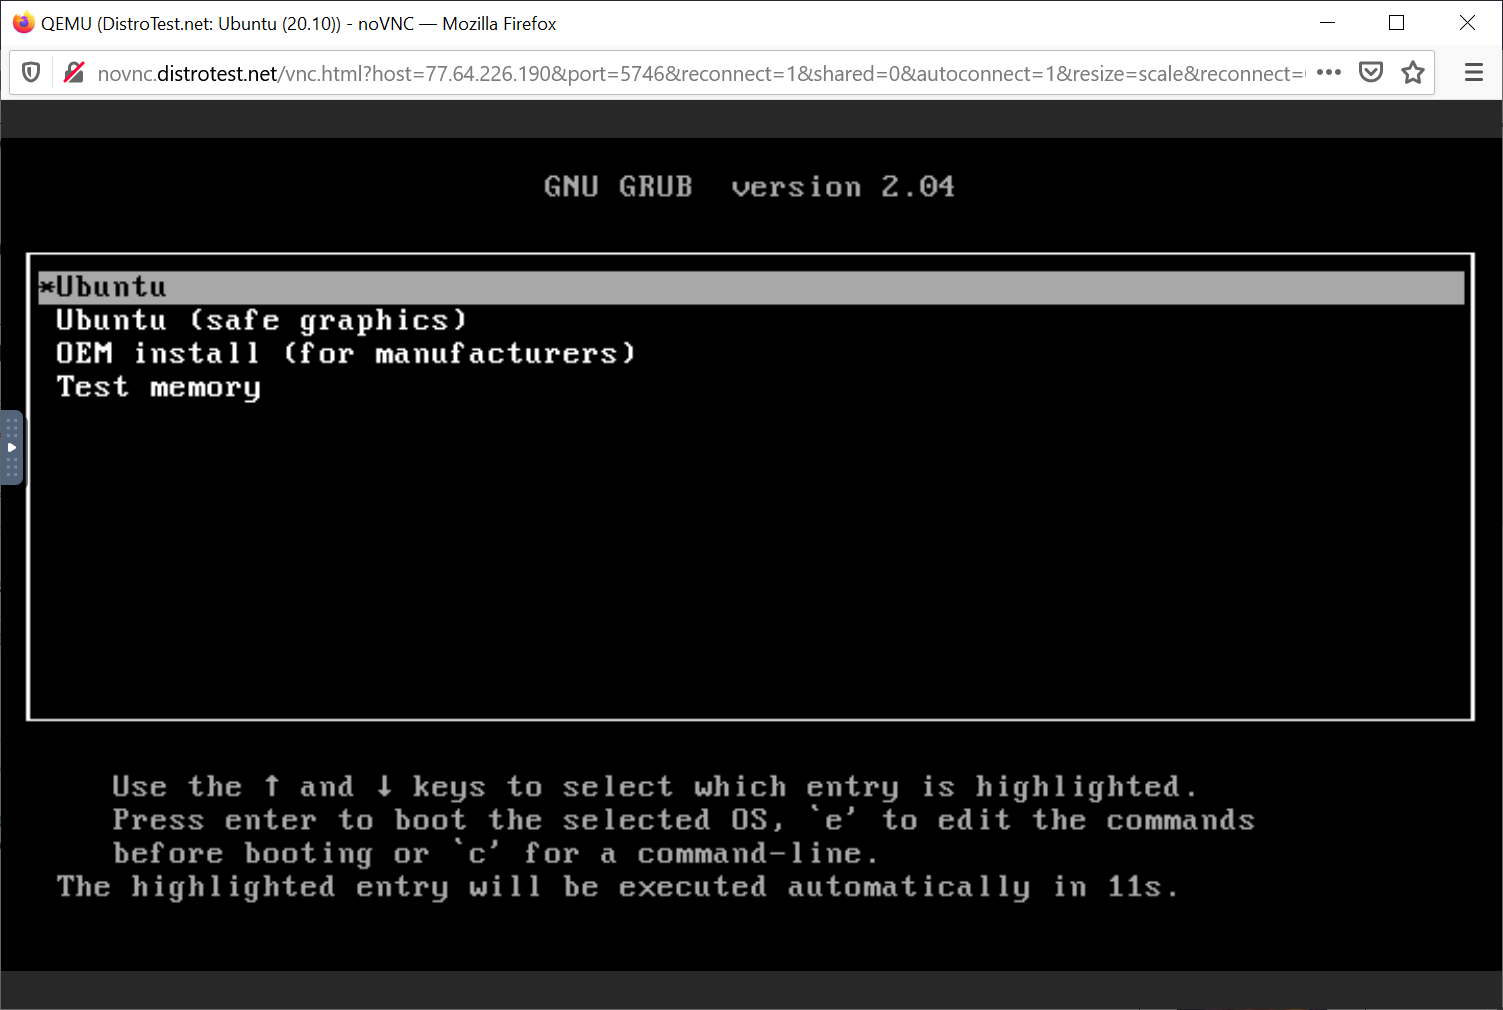 QEMU (DistroTest.net: Ubuntu (20.10)) - noVNC — Mozilla Firefox
novnc.distrotest.net/vnc.html?host=77.64.226.190&port=5746&reconnect=1&shared=0&autoconnect=1&resize=scale&reconnect=
GNU GRUB  version 2.04
*Ubuntu
Ubuntu (safe graphics)
OEM install (for manufacturers)
Test memory
Use the ↑ and ↓ keys to select which entry is highlighted.
Press enter to boot the selected OS, `e' to edit the commands
before booting or `c' for a command-line.
The highlighted entry will be executed automatically in 11s.